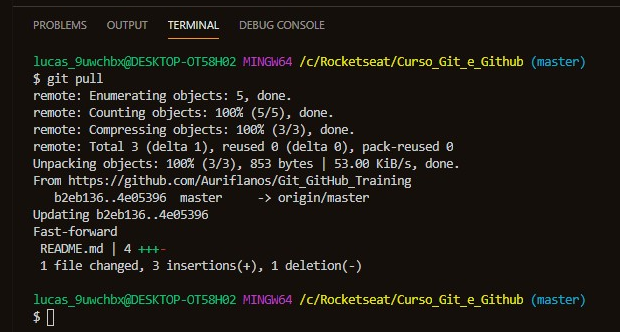 PROBLEMS OUTPUT TERMINAL DEBUG CONSOLE
lucas_9uwchbx@DESKTOP-OT58H02 MINGW64 /c/Rocketseat/Curso_Git_e_Github (master)
$ git pull
remote: Enumerating objects: 5, done.
remote: Counting objects: 100% (5/5), done.
remote: Compressing objects: 100% (3/3), done.
remote: Total 3 (delta 1), reused 0 (delta 0), pack-reused 0
Unpacking objects: 100% (3/3), 853 bytes | 53.00 KiB/s, done.
From https://github.com/Auriflanos/Git_GitHub_Training
   b2eb136..4e05396  master     -> origin/master
Updating b2eb136..4e05396
Fast-forward
 README.md | 4 +++-
 1 file changed, 3 insertions(+), 1 deletion(-)
lucas_9uwchbx@DESKTOP-OT58H02 MINGW64 /c/Rocketseat/Curso_Git_e_Github (master)
$